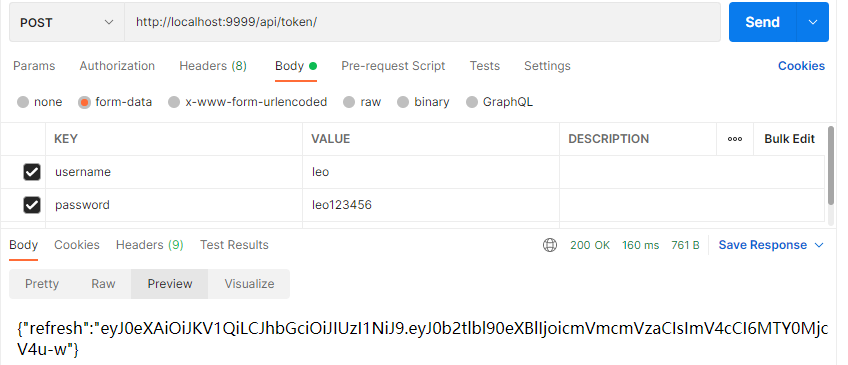 POST http://localhost:9999/api/token/ Send
Params Authorization Headers (8) Body Pre-request Script Tests Settings Cookies
none form-data x-www-form-urlencoded raw binary GraphQL
KEY VALUE DESCRIPTION ooo Bulk Edit
username leo
password leo123456
Body Cookies Headers (9) Test Results 200 OK 160 ms 761 B Save Response
Pretty Raw Preview Visualize
{"refresh":"eyJ0eXAiOiJKV1QiLCJhbGciOiJIUzI1NiJ9.eyJ0b2tlbl90eXBlIjoicmVmcmVzaCIsImV4cCI6MTY0Mjc
V4u-w"}